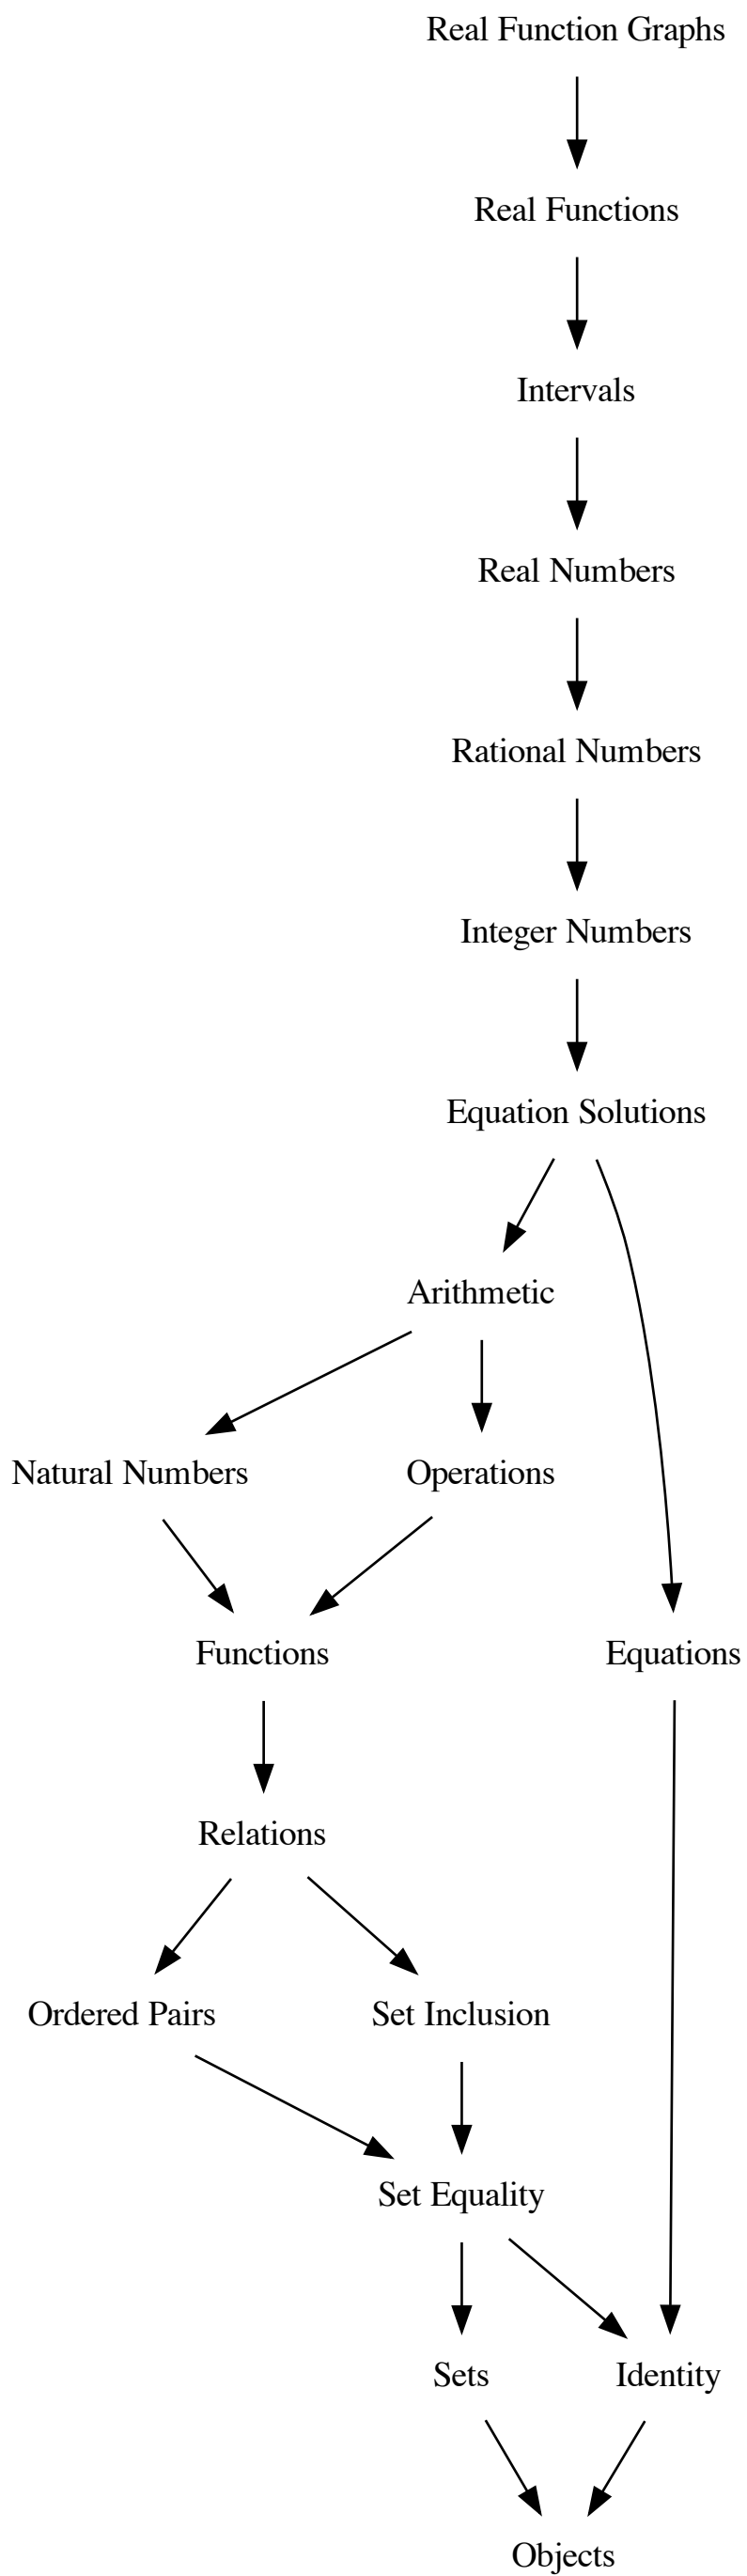 Real Function Graphs
Real Functions
Intervals
Real Numbers
Rational Numbers
Integer Numbers
Equation Solutions
Arithmetic
Natural Numbers
Operations
Functions
Equations
Relations
Ordered Pairs
Set Inclusion
Set Equality
Sets
Identity
Objects